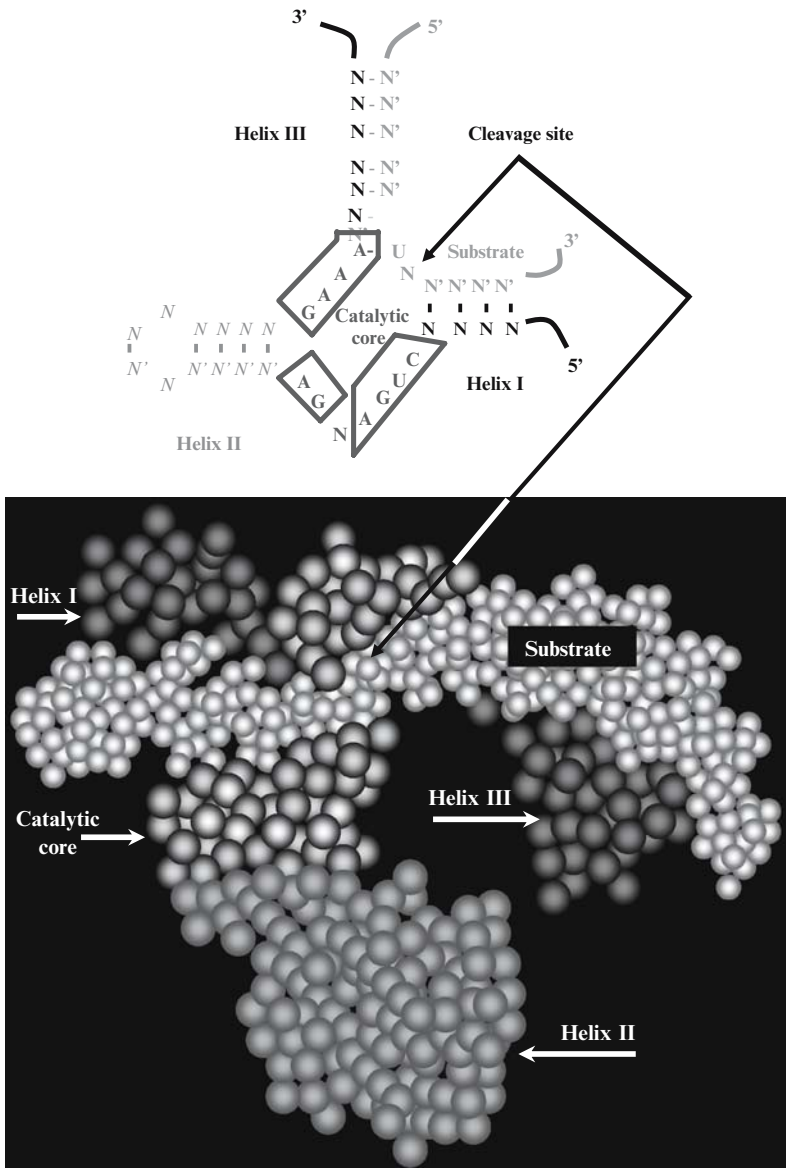 3’ 5’
N - N’
N - N’
Helix III N - N’ Cleavage site
N - N’
N - N’
N -
N’
A- U Substrate 3’
A N N’ N’ N’ N’
A
G Catalytic
core N N N N
N N N N N N
N’ N N’ N’ N’ N’
A C 5’
G U Helix I
G
N A
Helix II
Helix I
Substrate
Helix III
Catalytic
core
Helix II